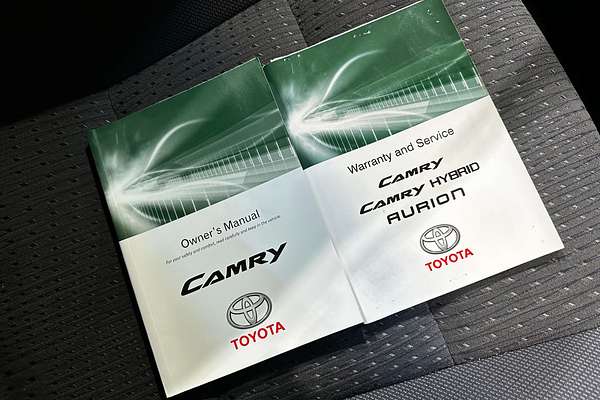 Owner's Manual
For your safety and comfort, read carefully and keep in the vehicle.
CAMRY
TOYOTA
Warranty and Service
CAMRY
CAMRY HYBRID
AURION
TOYOTA